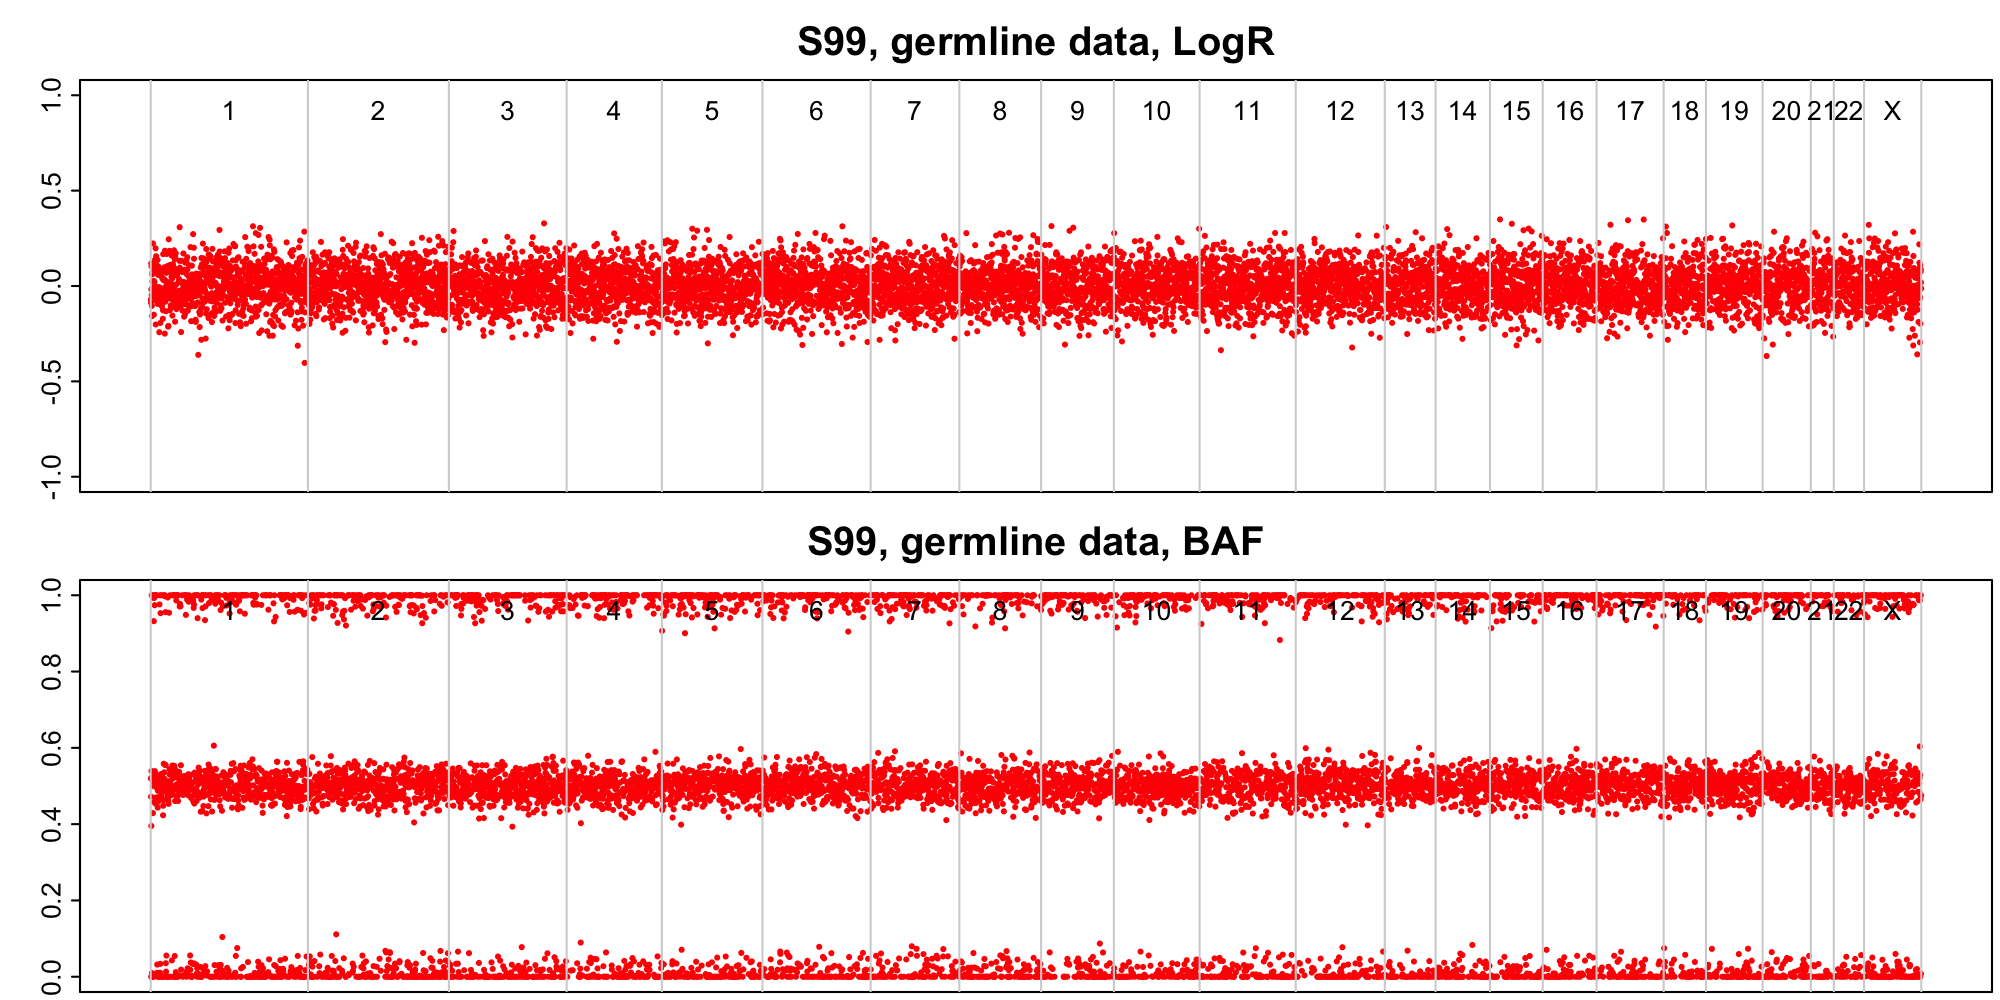 S99, germline data, LogR
1.0
0.5
0.0
-0.5
-1.0
1 2 3 4 5 6 7 8 9 10 11 12 13 14 15 16 17 18 19 20 21 22 X
S99, germline data, BAF
1.0
0.8
0.6
0.4
0.2
0.0
1 2 3 4 5 6 7 8 9 10 11 12 13 14 15 16 17 18 19 20 21 22 X